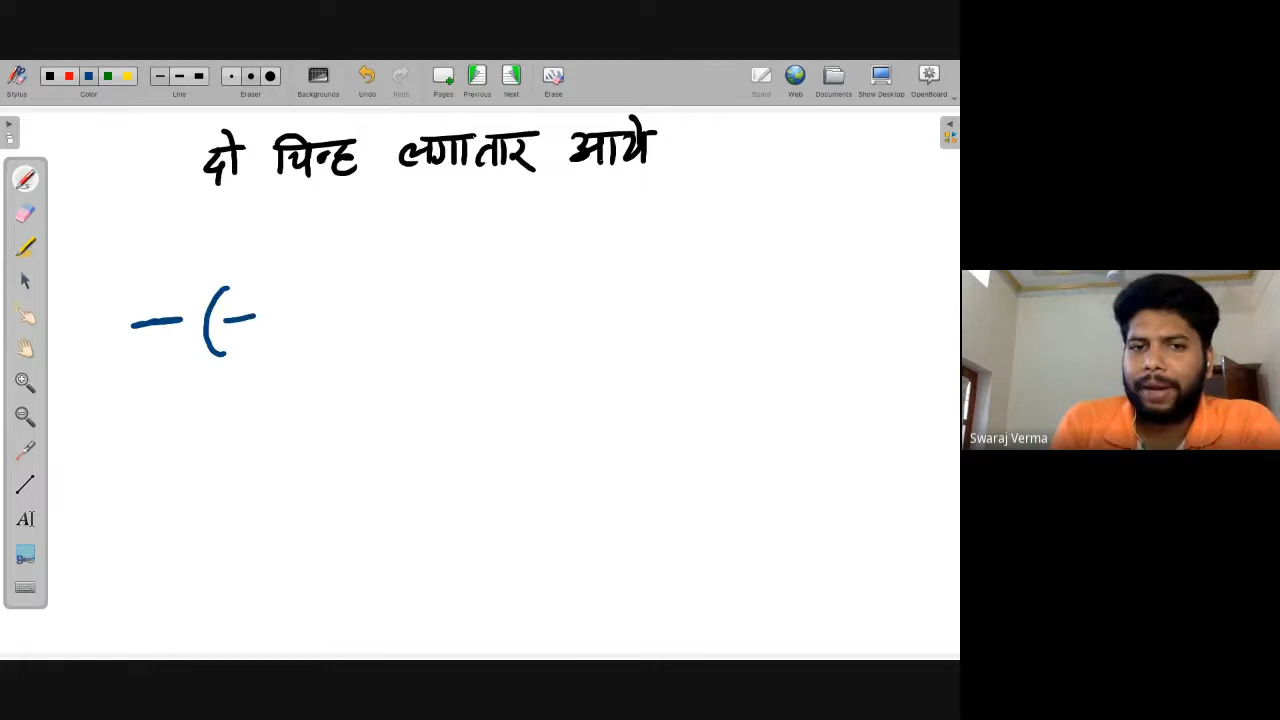 Stylus Color Line Eraser Backgrounds Undo Redo Pages Previous Next Erase Board Web Documents Show Desktop OpenBoard
दो चिन्ह लगातार आये
- (-
Swaraj Verma